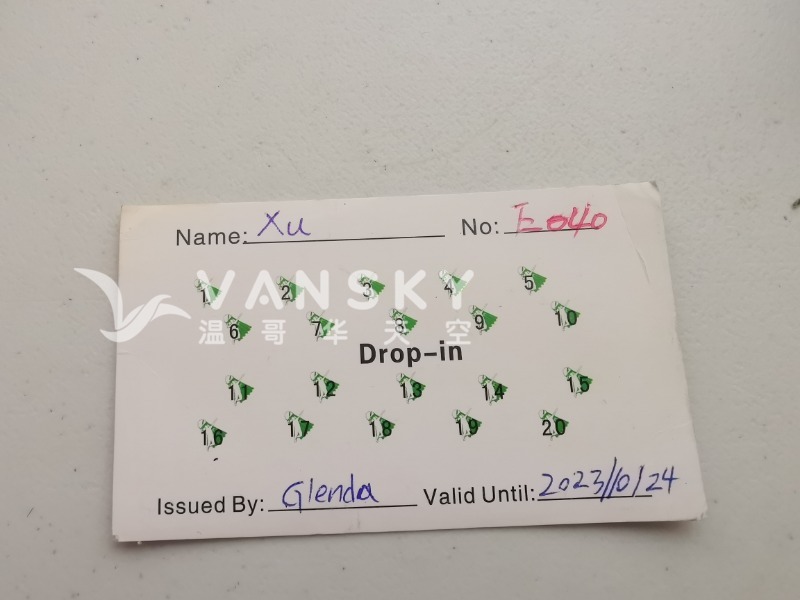 Name: Xu No: E040
VANSKY
温哥华天空
1 2 3 4 5
6 7 8 9 10
Drop-in
11 12 13 14 15
16 17 18 19 20
Issued By: Glenda Valid Until: 2023/10/24